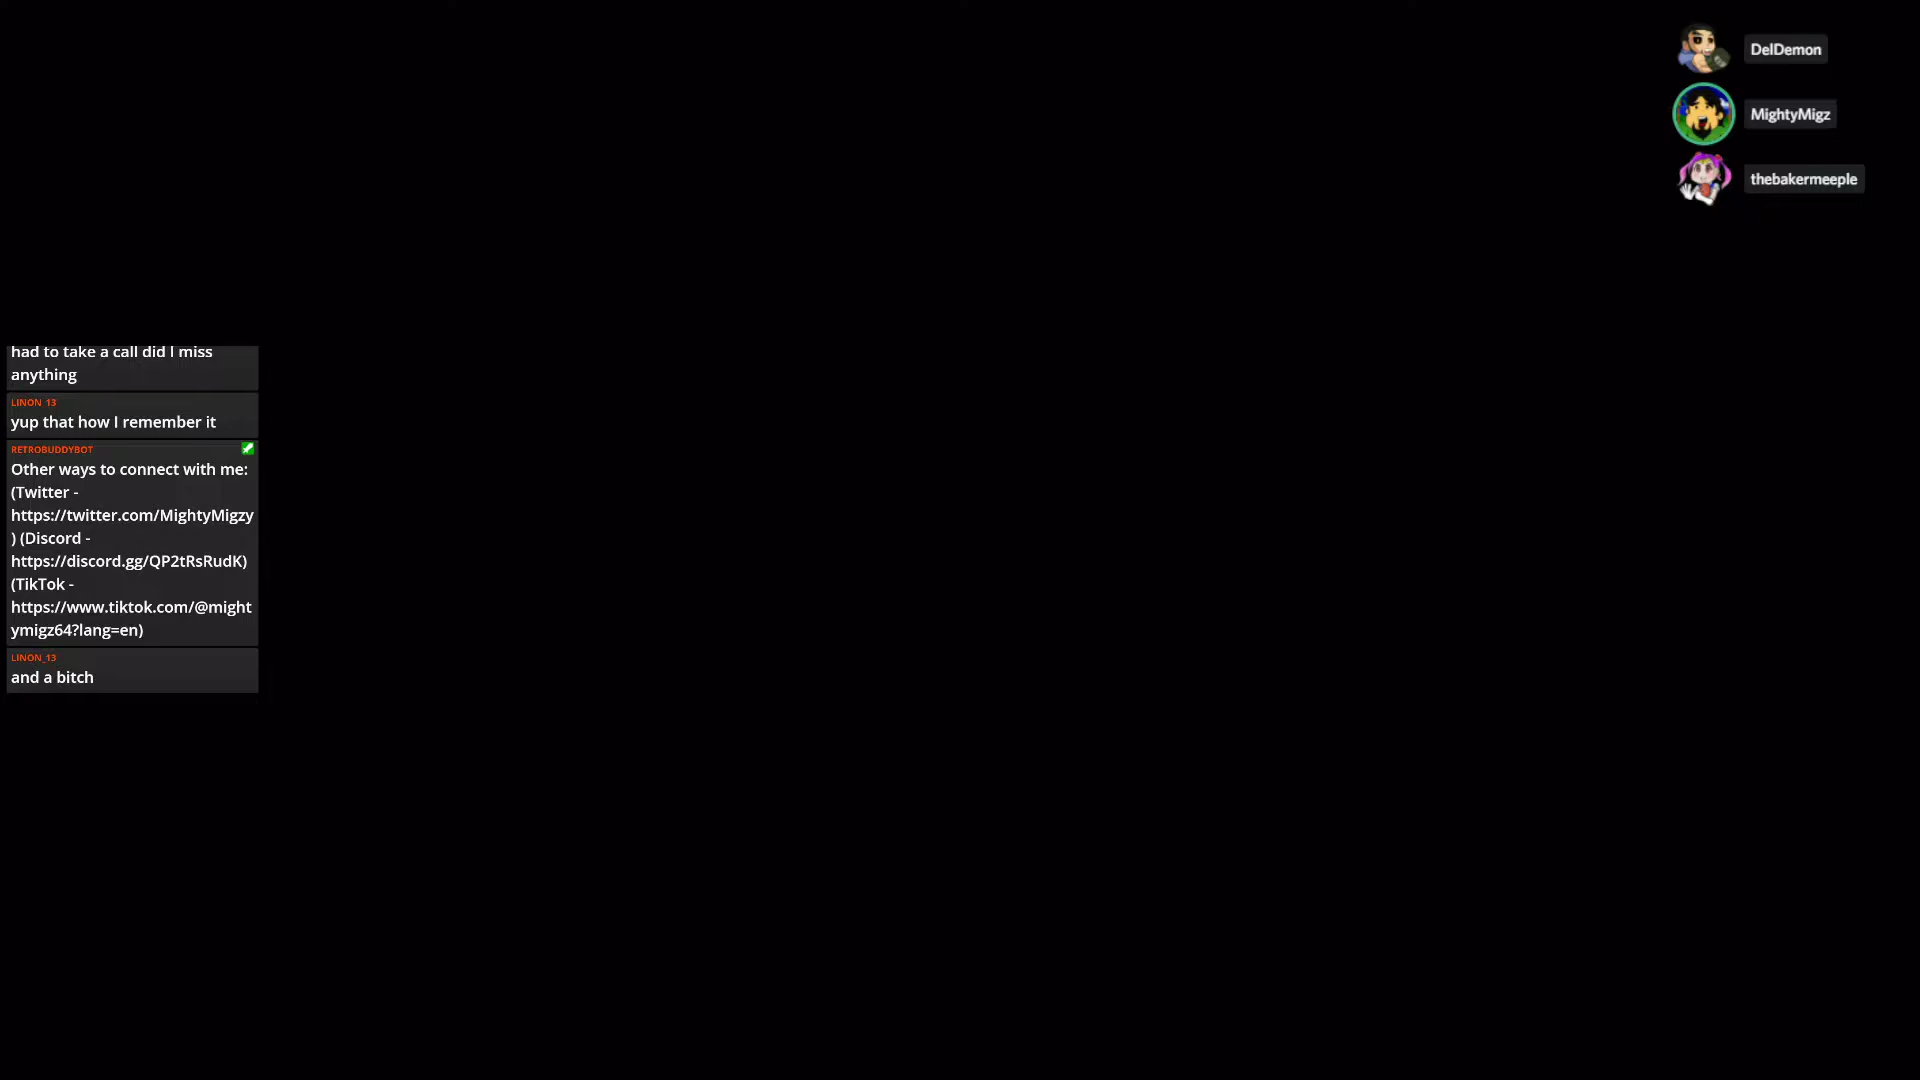 DelDemon
MightyMigz
thebakermeeple
had to take a call did I miss
anything
LINON_13
yup that how I remember it
RETROBUDDYBOT
Other ways to connect with me:
(Twitter -
https://twitter.com/MightyMigzy
) (Discord -
https://discord.gg/QP2tRsRudK)
(TikTok -
https://www.tiktok.com/@might
ymigz64?lang=en)
LINON_13
and a bitch